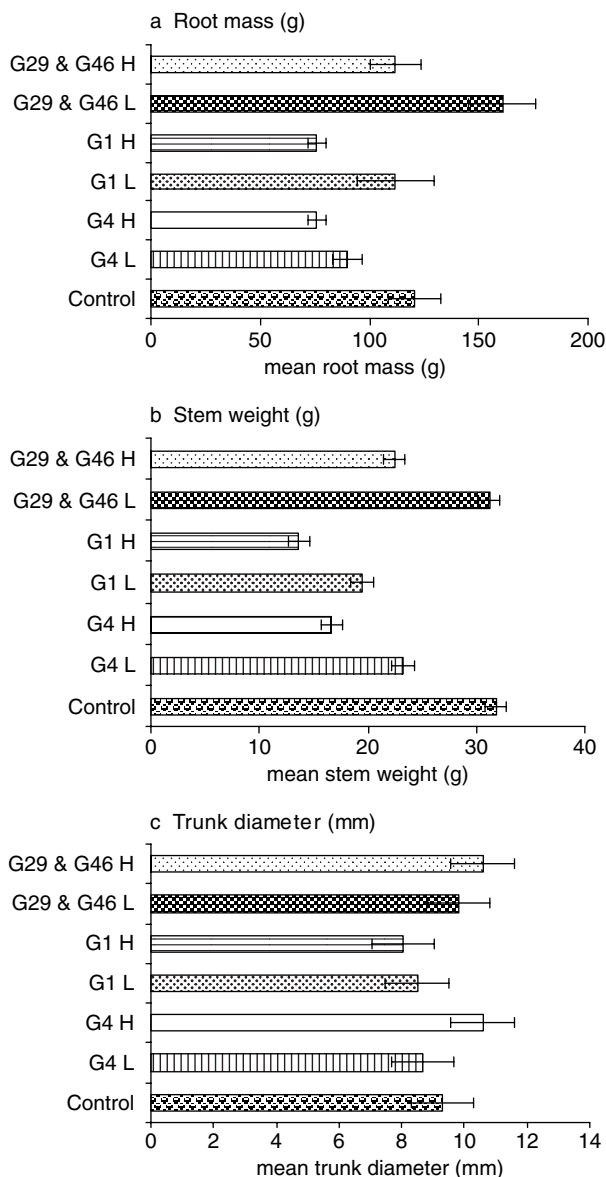 a Root mass (g)
G29 & G46 H
G29 & G46 L
G1 H
G1 L
G4 H
G4 L
Control
0 50 100 150 200
mean root mass (g)
b Stem weight (g)
G29 & G46 H
G29 & G46 L
G1 H
G1 L
G4 H
G4 L
Control
0 10 20 30 40
mean stem weight (g)
c Trunk diameter (mm)
G29 & G46 H
G29 & G46 L
G1 H
G1 L
G4 H
G4 L
Control
0 2 4 6 8 10 12 14
mean trunk diameter (mm)